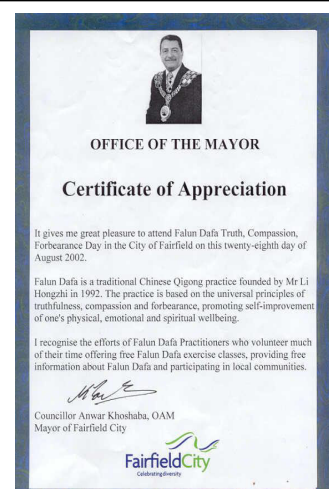 OFFICE OF THE MAYOR
Certificate of Appreciation
It gives me great pleasure to attend Falun Dafa Truth, Compassion,
Forbearance Day in the City of Fairfield on this twenty-eighth day of
August 2002.
Falun Dafa is a traditional Chinese Qigong practice founded by Mr Li
Hongzhi in 1992. The practice is based on the universal principles of
truthfulness, compassion and forbearance, promoting self-improvement
of one's physical, emotional and spiritual wellbeing.
I recognise the efforts of Falun Dafa Practitioners who volunteer much
of their time offering free Falun Dafa exercise classes, providing free
information about Falun Dafa and participating in local communities.
Councillor Anwar Khoshaba, OAM
Mayor of Fairfield City
FairfieldCity
Celebrating diversity